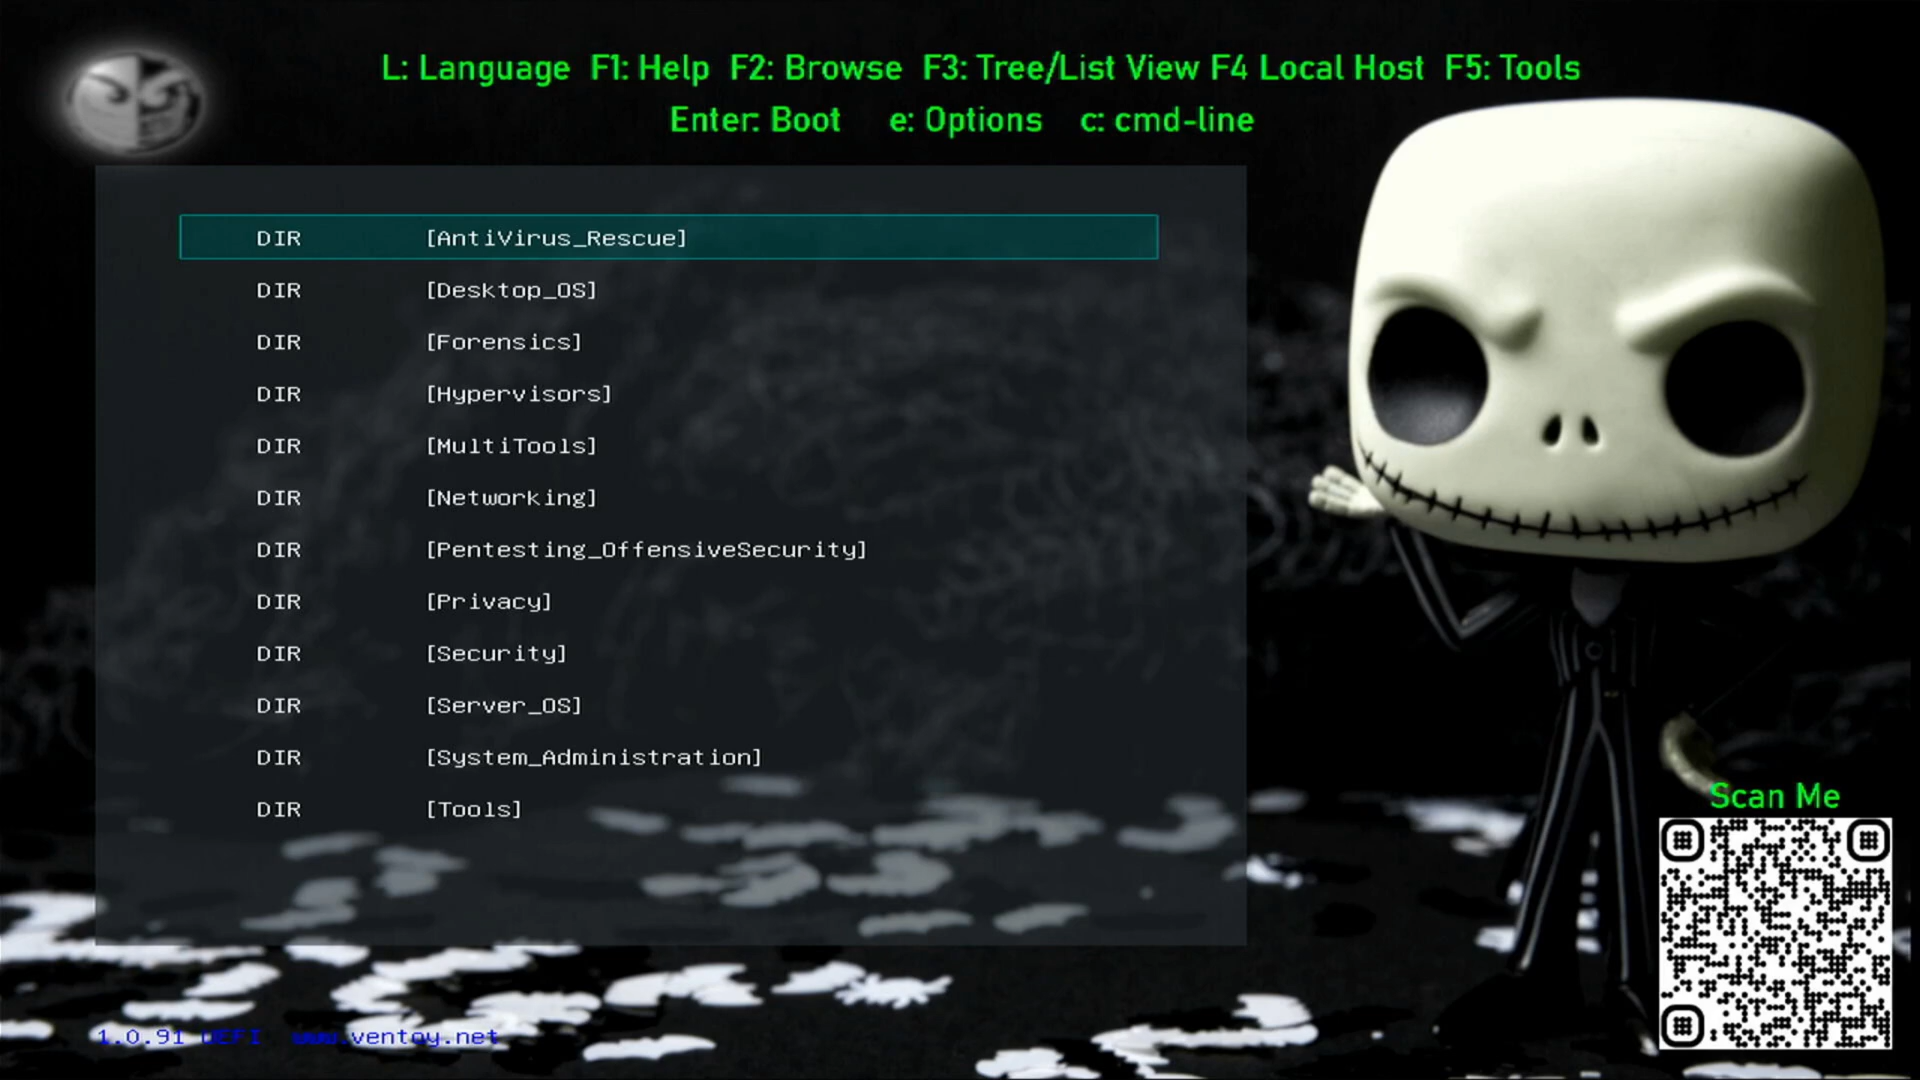 L: Language F1: Help F2: Browse F3: Tree/List View F4 Local Host F5: Tools
Enter: Boot e: Options c: cmd-line
DIR [AntiVirus_Rescue]
DIR [Desktop_OS]
DIR [Forensics]
DIR [Hypervisors]
DIR [MultiTools]
DIR [Networking]
DIR [Pentesting_OffensiveSecurity]
DIR [Privacy]
DIR [Security]
DIR [Server_OS]
DIR [System_Administration]
DIR [Tools]
Scan Me
1.0.91 UEFI www.ventoy.net